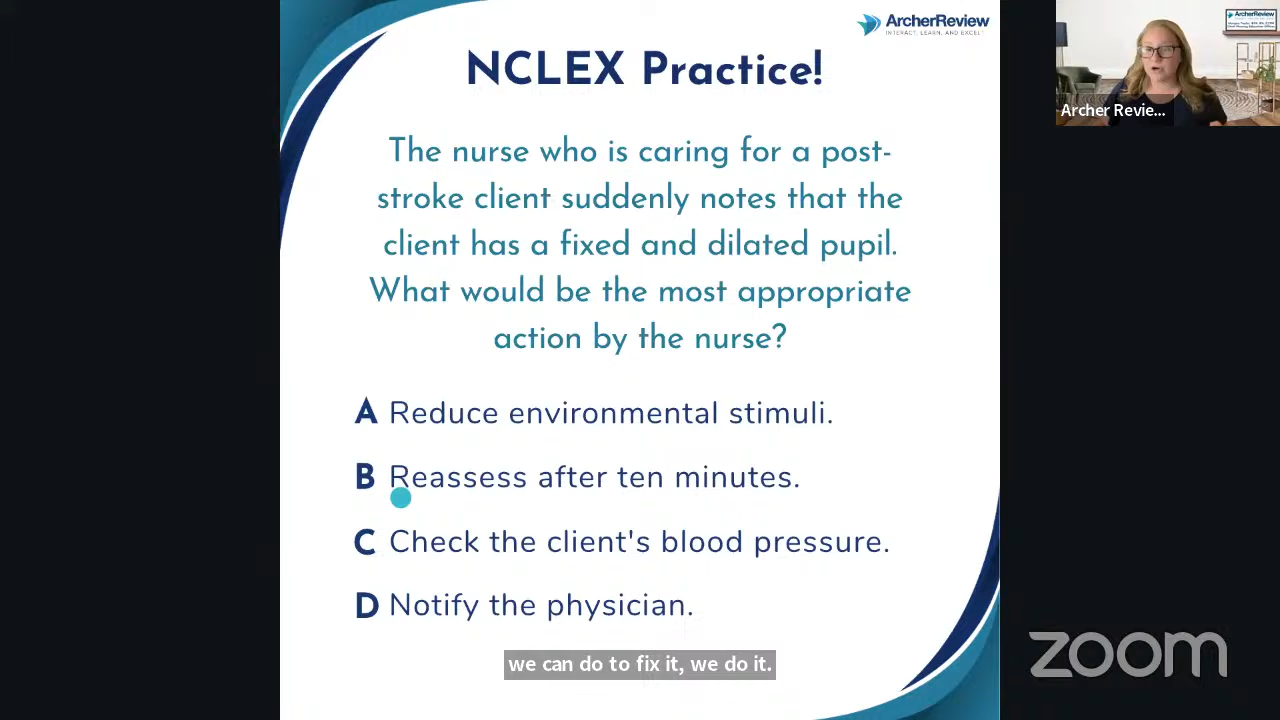 ArcherReview
INTERACT, LEARN, AND EXCEL
NCLEX Practice!
The nurse who is caring for a post-
stroke client suddenly notes that the
client has a fixed and dilated pupil.
What would be the most appropriate
action by the nurse?
A Reduce environmental stimuli.
B Reassess after ten minutes.
C Check the client's blood pressure.
D Notify the physician.
we can do to fix it, we do it.
ArcherReview
Archer Revie...
zoom